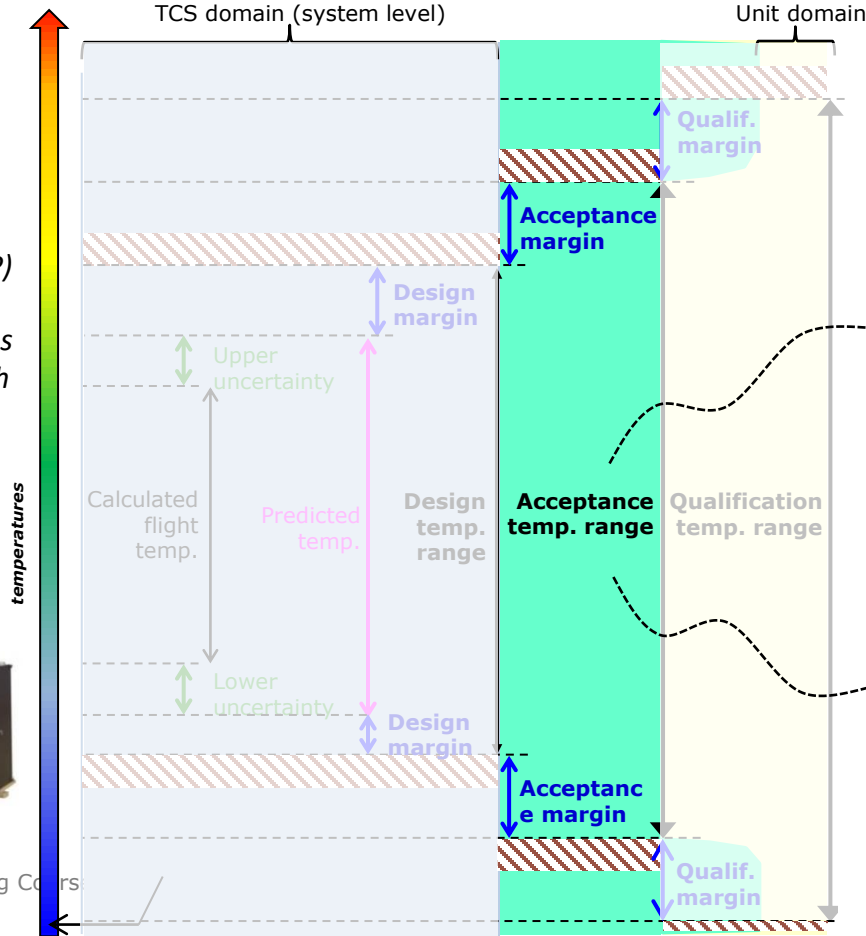 TCS domain (system level)
Unit domain
Qualif.
margin
Acceptance
margin
Design
margin
Upper
uncertainty
temperatures
Calculated
flight
temp.
Predicted
temp.
Design
temp.
range
Acceptance
temp. range
Qualification
temp. range
Lower
uncertainty
Design
margin
Acceptanc
e margin
Qualif.
margin